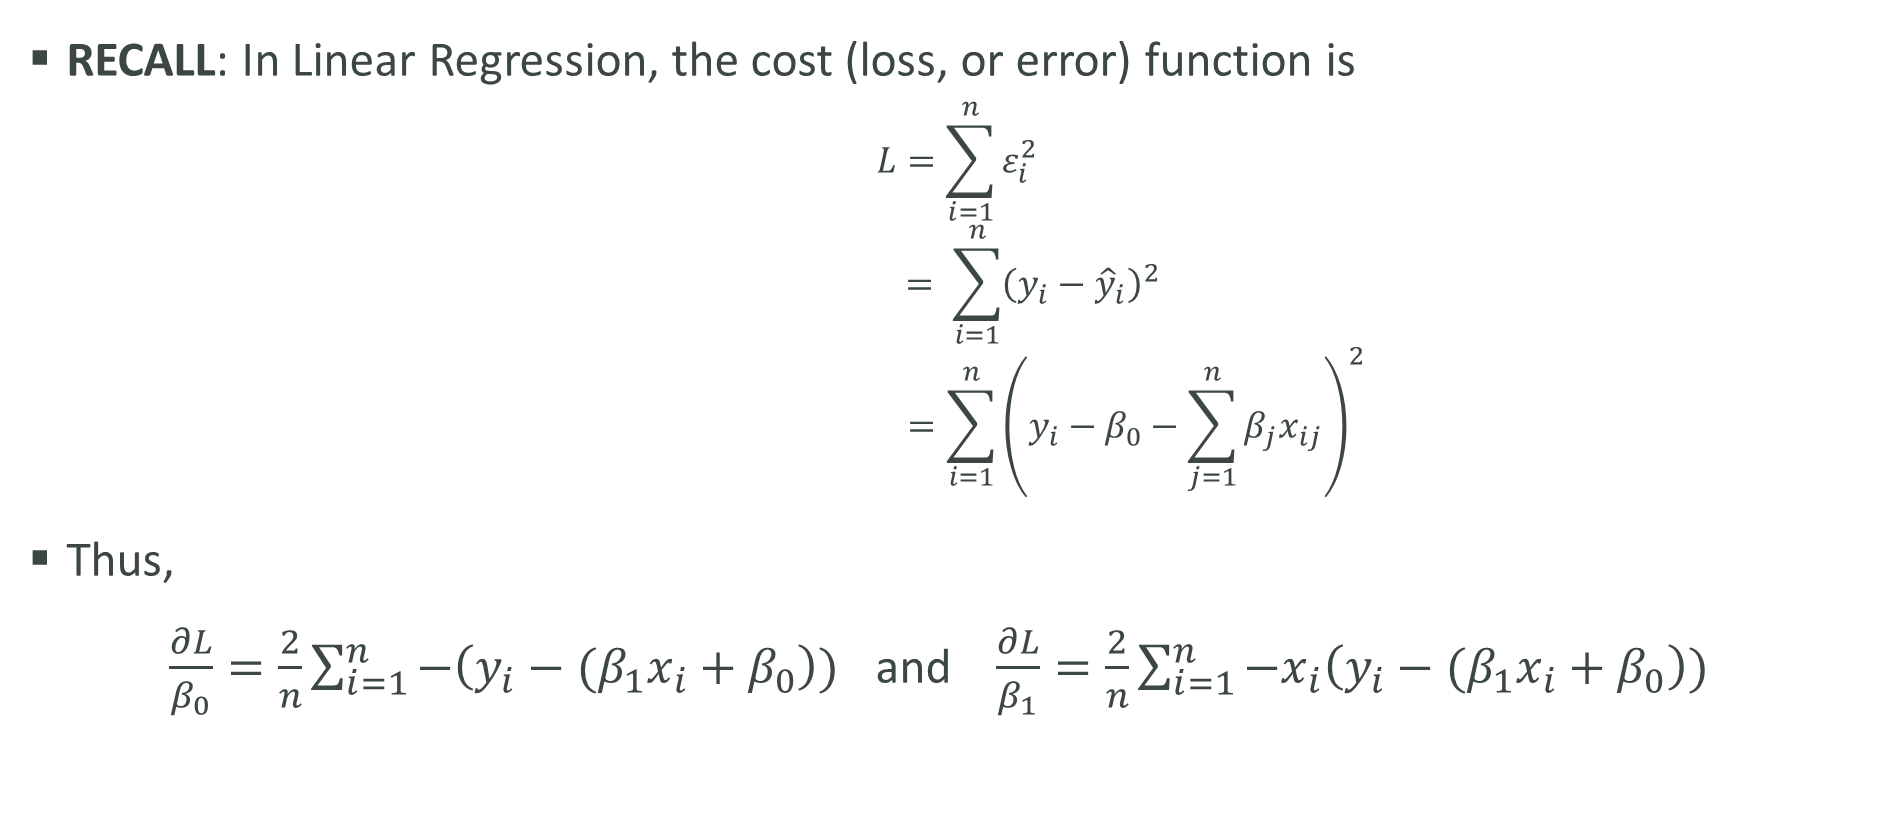 ▪ RECALL: In Linear Regression, the cost (loss, or error) function is
L = ∑_{i=1}^{n} ε_i^2
= ∑_{i=1}^{n} (y_i − ŷ_i)^2
= ∑_{i=1}^{n} (y_i − β_0 − ∑_{j=1}^{n} β_j x_{ij})^2
▪ Thus,
∂L/β_0 = 2/n ∑_{i=1}^{n} −(y_i − (β_1 x_i + β_0)) and ∂L/β_1 = 2/n ∑_{i=1}^{n} −x_i(y_i − (β_1 x_i + β_0))